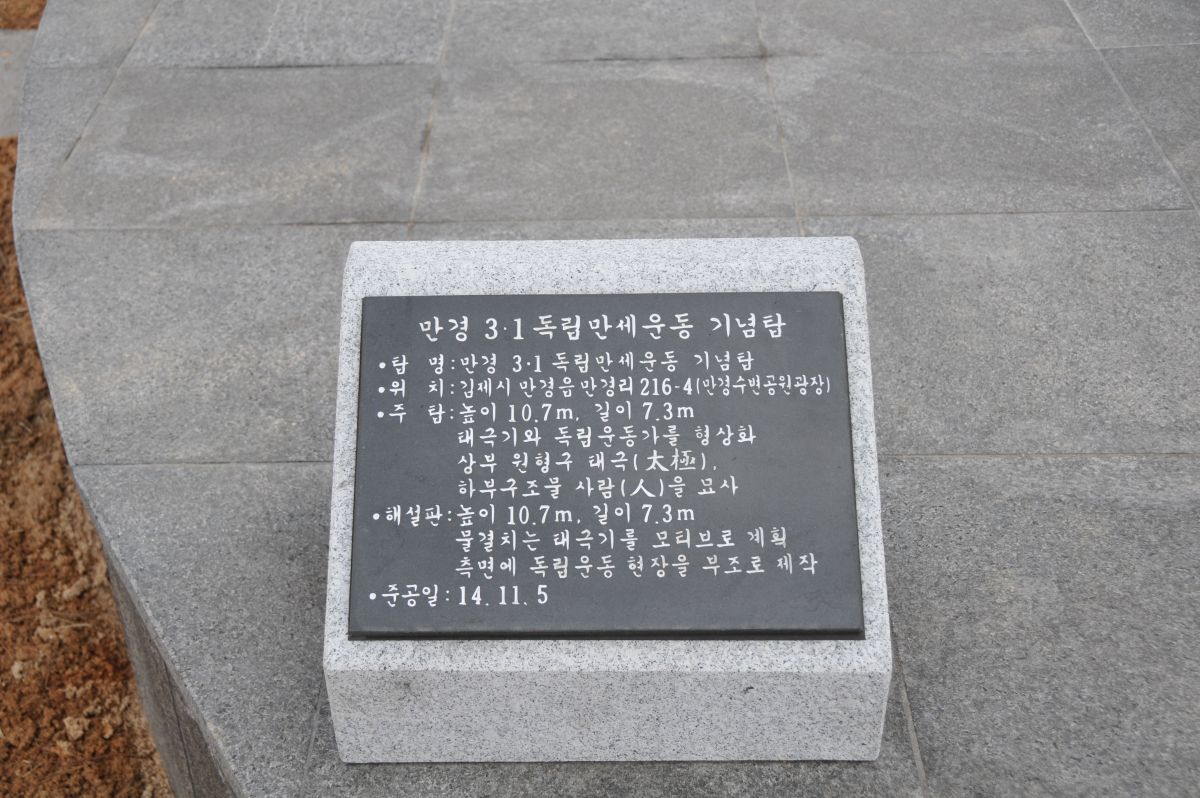 만경 3·1 독립만세운동 기념탑
•탑 명:만경 3·1 독립만세운동 기념탑
•위 치:김제시 만경읍 만경리 216-4(만경수변공원광장)
•주 탑:높이 10.7m, 길이 7.3m
태극기와 독립운동가를 형상화
상부 원형구 태극(太極),
하부구조물 사람(人)을 묘사
•해설판:높이 10.7m, 길이 7.3m
물결치는 태극기를 모티브로 계획
측면에 독립운동 현장을 부조로 제작
•준공일:14.11.5